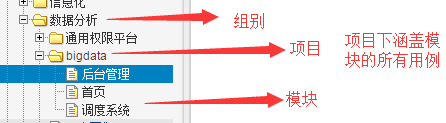 信息化
数据分析
组别
通用权限平台
bigdata
项目
项目下涵盖模
块的所有用例
后台管理
首页
调度系统
模块